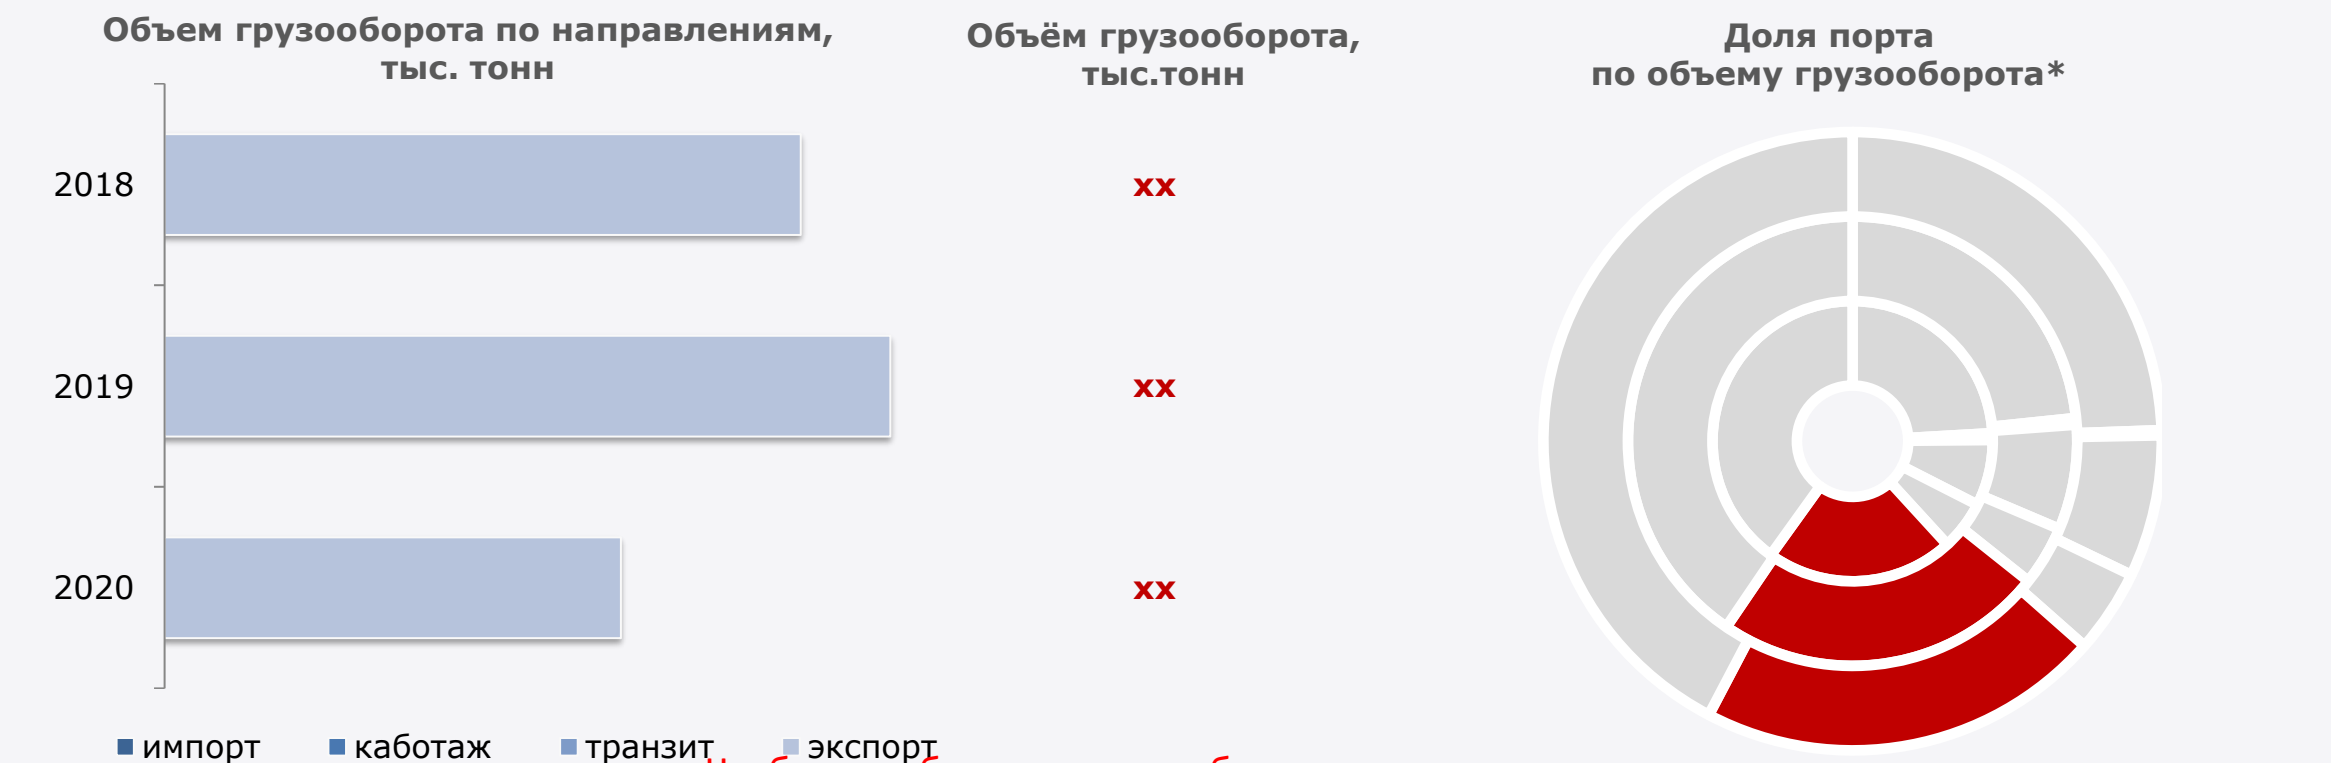 Объем грузооборота по направлениям,
тыс. тонн
Объём грузооборота,
тыс.тонн
Доля порта
по объему грузооборота*
2018
xx
2019
xx
2020
xx
импорт каботаж транзит экспорт